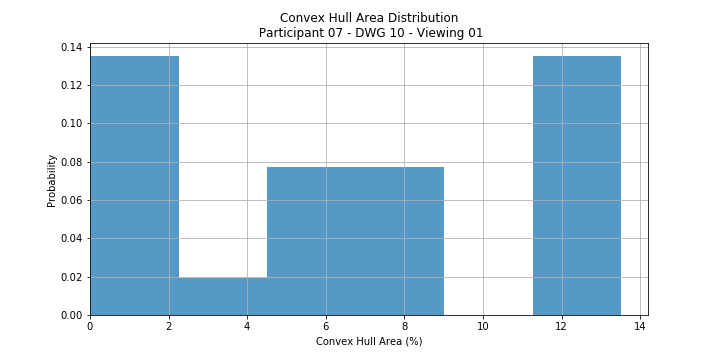 Convex Hull Area Distribution
Participant 07 - DWG 10 - Viewing 01
0.14
0.12
0.10
0.08
0.06
0.04
0.02
0.00
Probability
0 2 4 6 8 10 12 14
Convex Hull Area (%)